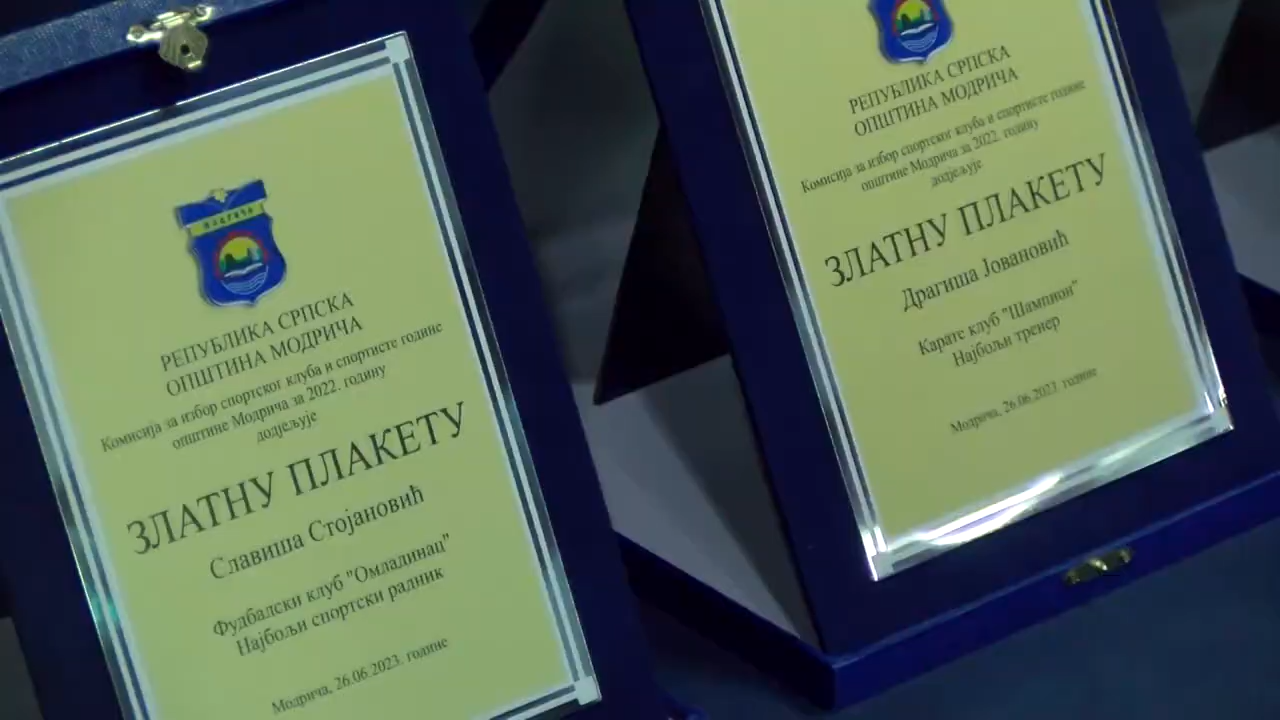 МОДРИЧА
РЕПУБЛИКА СРПСКА
ОПШТИНА МОДРИЧА
Комисија за избор спортског клуба и спортисте године
општине Модрича за 2022. годину
додјељује
ЗЛАТНУ ПЛАКЕТУ
Славиша Стојановић
Фудбалски клуб "Омладинац"
Најбољи спортски радник
Модрича, 26.06.2023. године
РЕПУБЛИКА СРПСКА
ОПШТИНА МОДРИЧА
Комисија за избор спортског клуба и спортисте године
општине Модрича за 2022. годину
додјељује
ЗЛАТНУ ПЛАКЕТУ
Драгиша Јовановић
Карате клуб "Шампион"
Најбољи тренер
Модрича, 26.06.2023. године